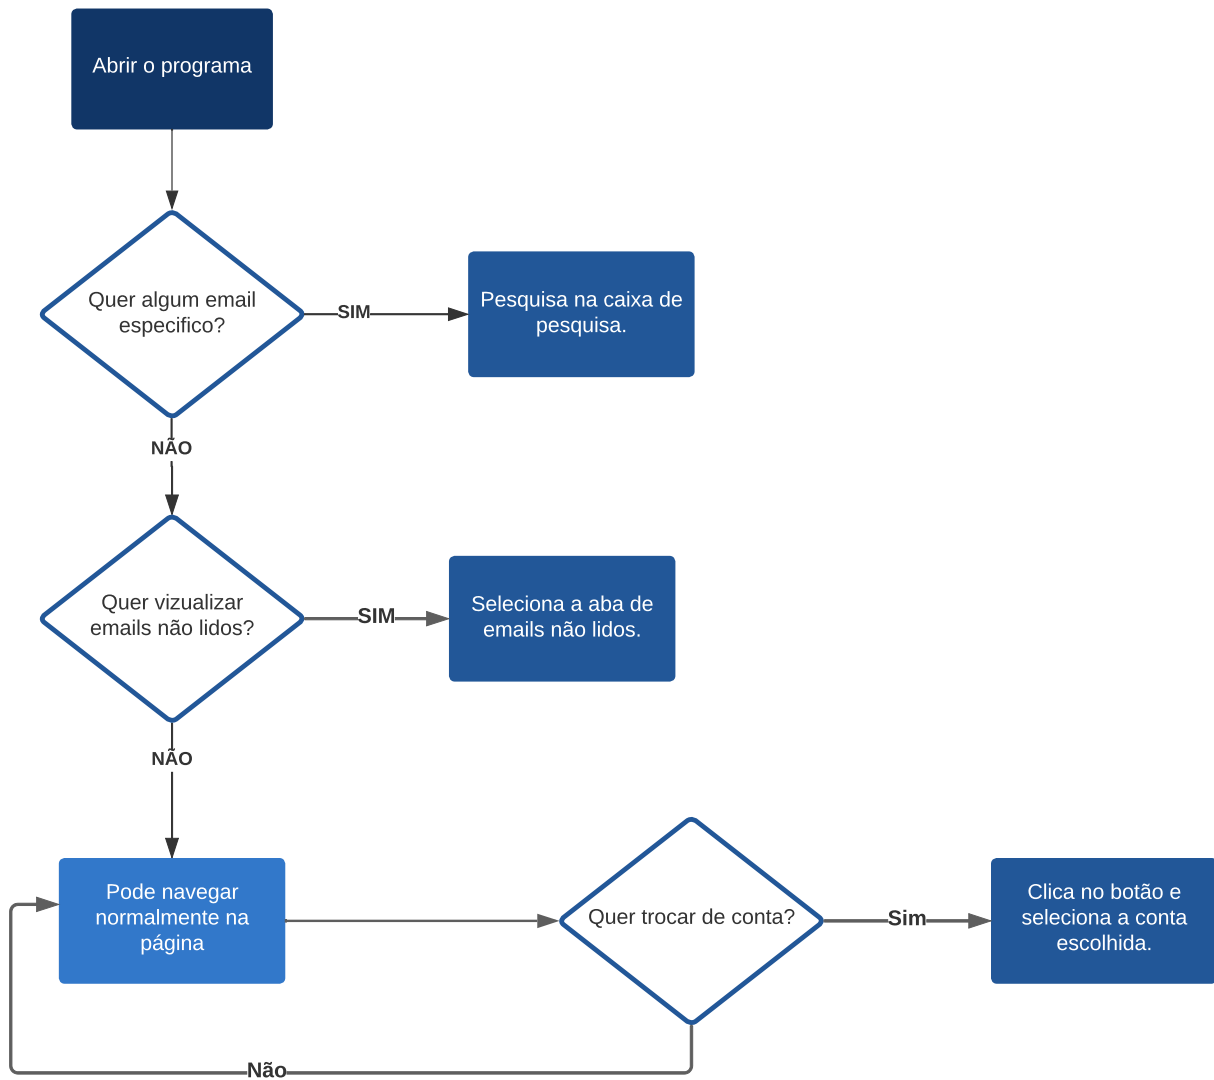 Abrir o programa
Quer algum email
especifico?
SIM
Pesquisa na caixa de
pesquisa.
NÃO
Quer vizualizar
emails não lidos?
SIM
Seleciona a aba de
emails não lidos.
NÃO
Pode navegar
normalmente na
página
Quer trocar de conta?
Sim
Clica no botão e
seleciona a conta
escolhida.
Não